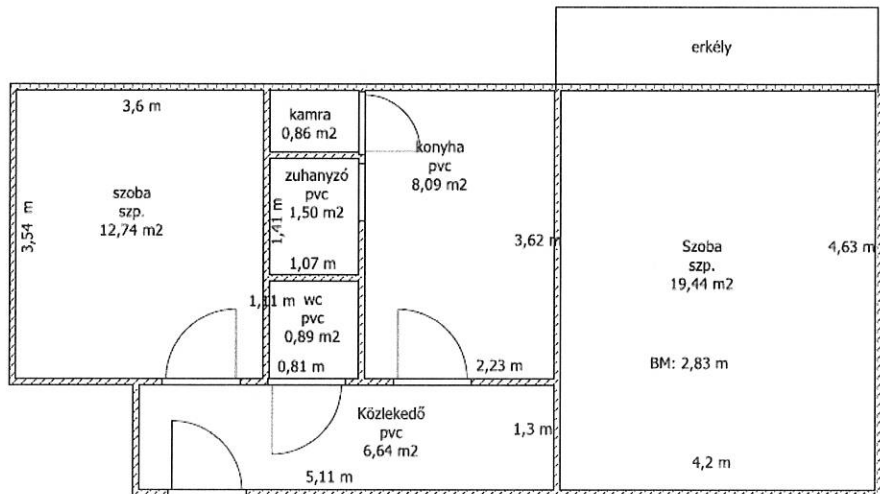 erkély
3,6 m
kamra
0,86 m2
konyha
pvc
8,09 m2
zuhanyzó
pvc
1,50 m2
1,41 m
1,07 m
szoba
szp.
12,74 m2
3,54 m
3,62 m
Szoba
szp.
19,44 m2
4,63 m
1,11 m
wc
pvc
0,89 m2
0,81 m
2,23 m
BM: 2,83 m
Közlekedő
pvc
6,64 m2
1,3 m
5,11 m
4,2 m